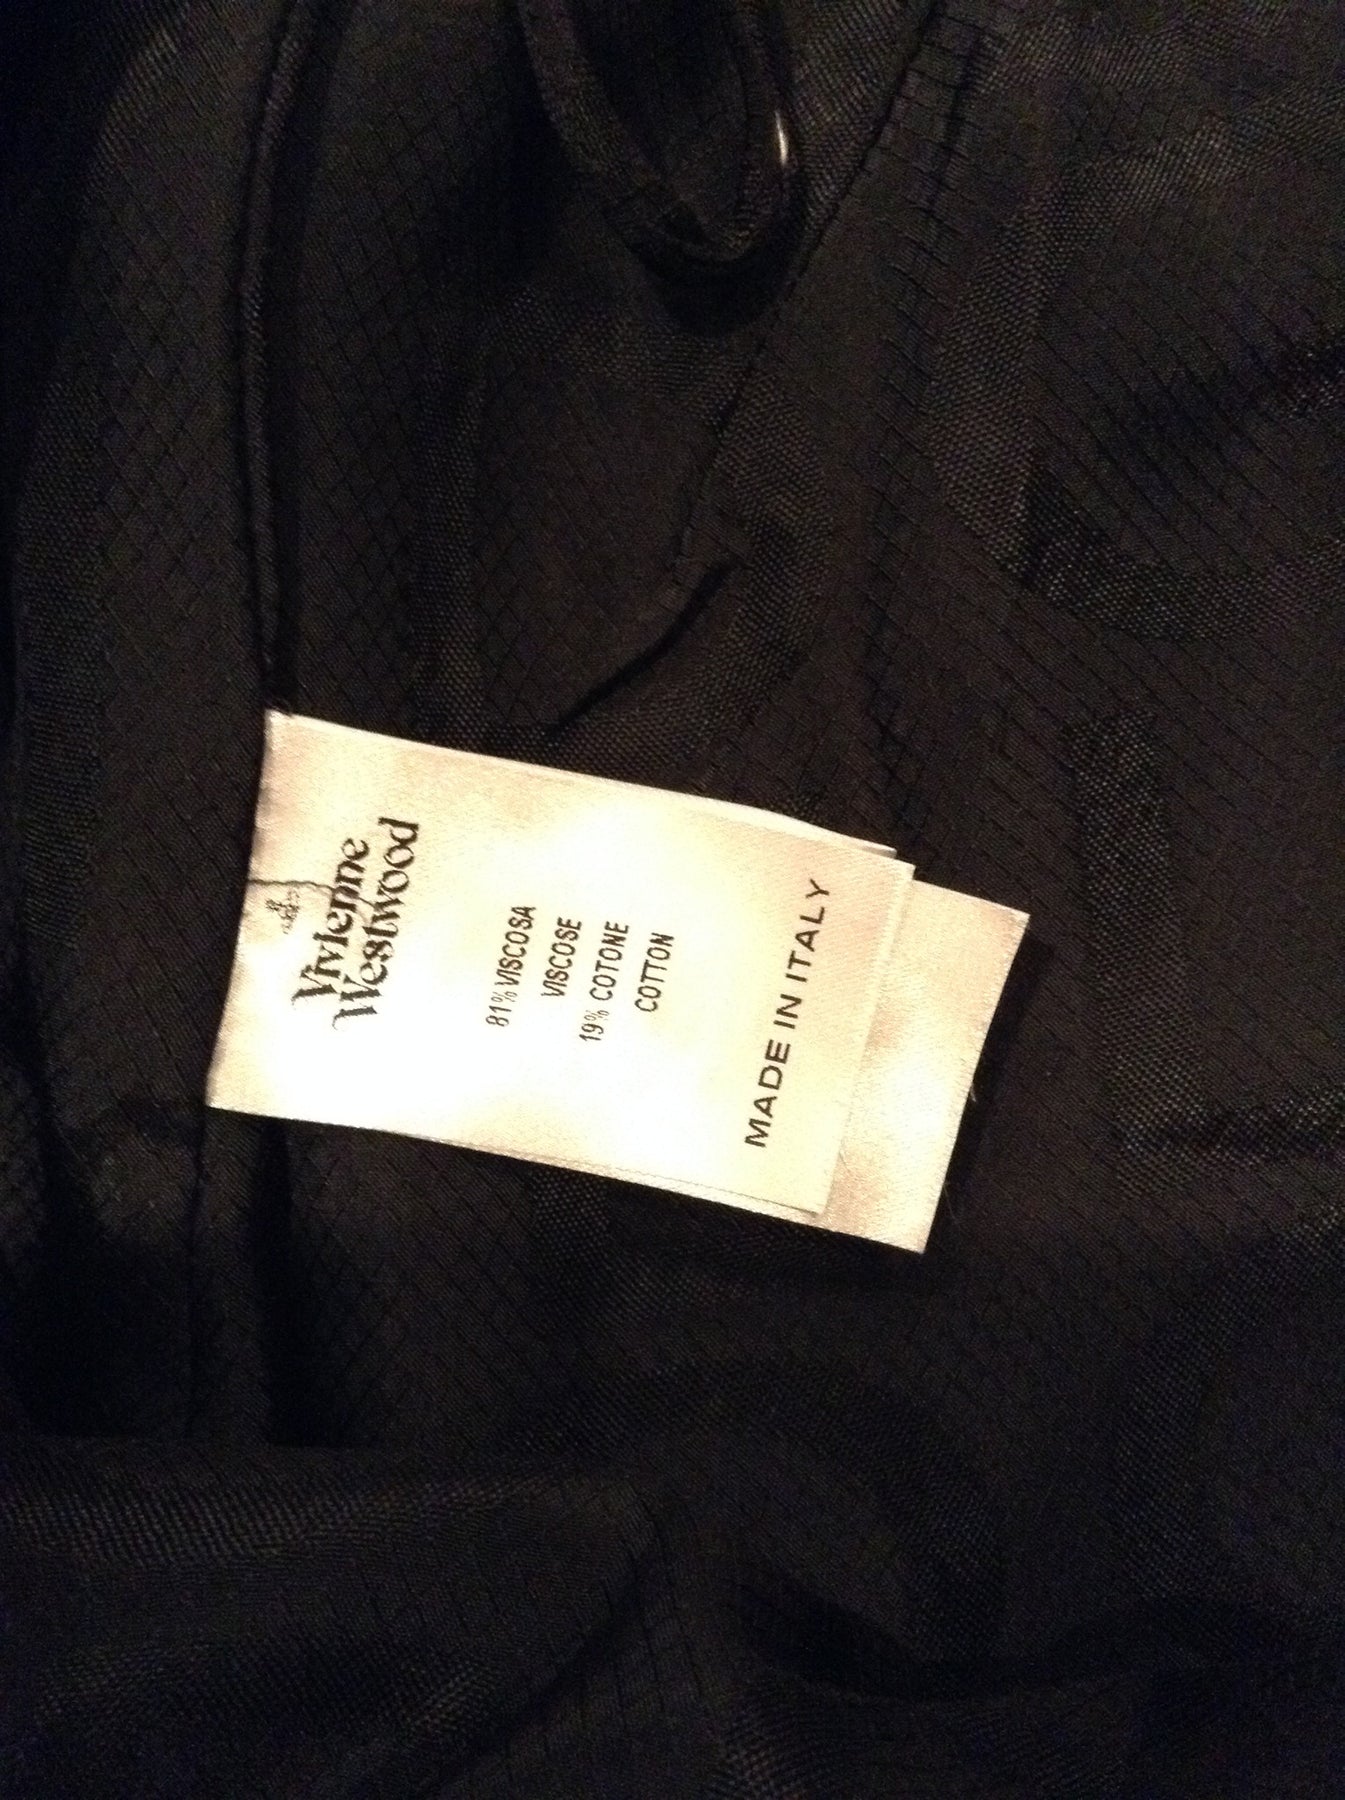 Vivienne
Westwood
81% VISCOSA
VISCOSE
19% COTONE
COTTON
MADE IN ITALY